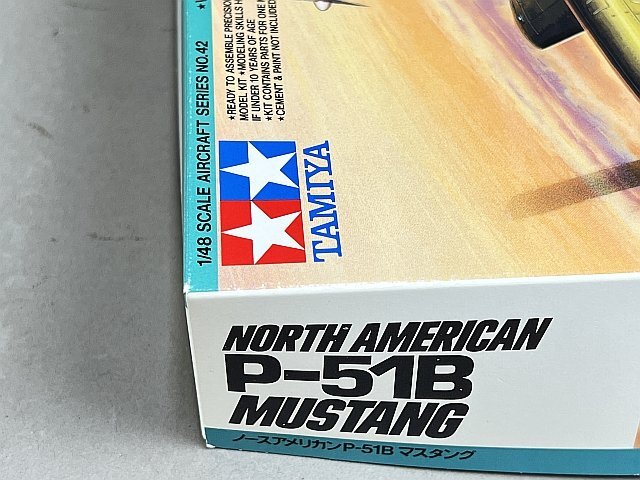 1/48 SCALE AIRCRAFT SERIES NO.42
★READY TO ASSEMBLE PRECISION
MODEL KIT ★MODELING SKILLS H
IF UNDER 10 YEARS OF AGE
★KIT CONTAINS PARTS FOR ONE
★CEMENT & PAINT NOT INCLUDED
TAMIYA
NORTH AMERICAN
P-51B
MUSTANG
ノースアメリカンP-51B マスタング